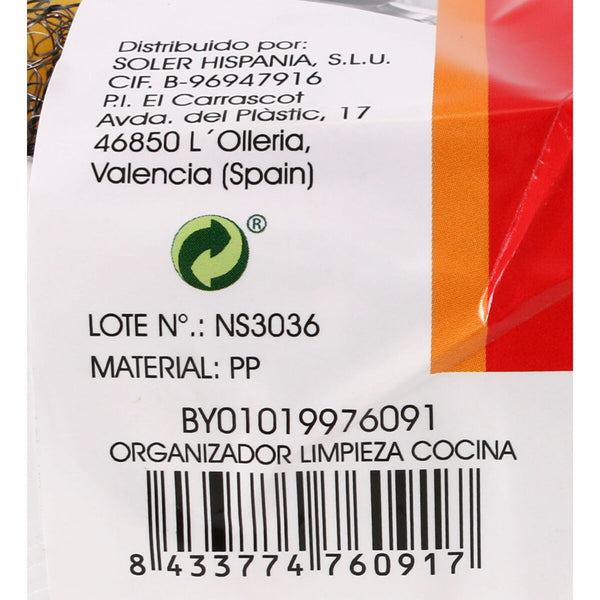 Distribuido por:
SOLER HISPANIA, S.L.U.
CIF. B-96947916
P.I. El Carrascot
Avda. del Plàstic, 17
46850 L´Olleria,
Valencia (Spain)
®
LOTE N°.: NS3036
MATERIAL: PP
BY01019976091
ORGANIZADOR LIMPIEZA COCINA
8 433774 760917